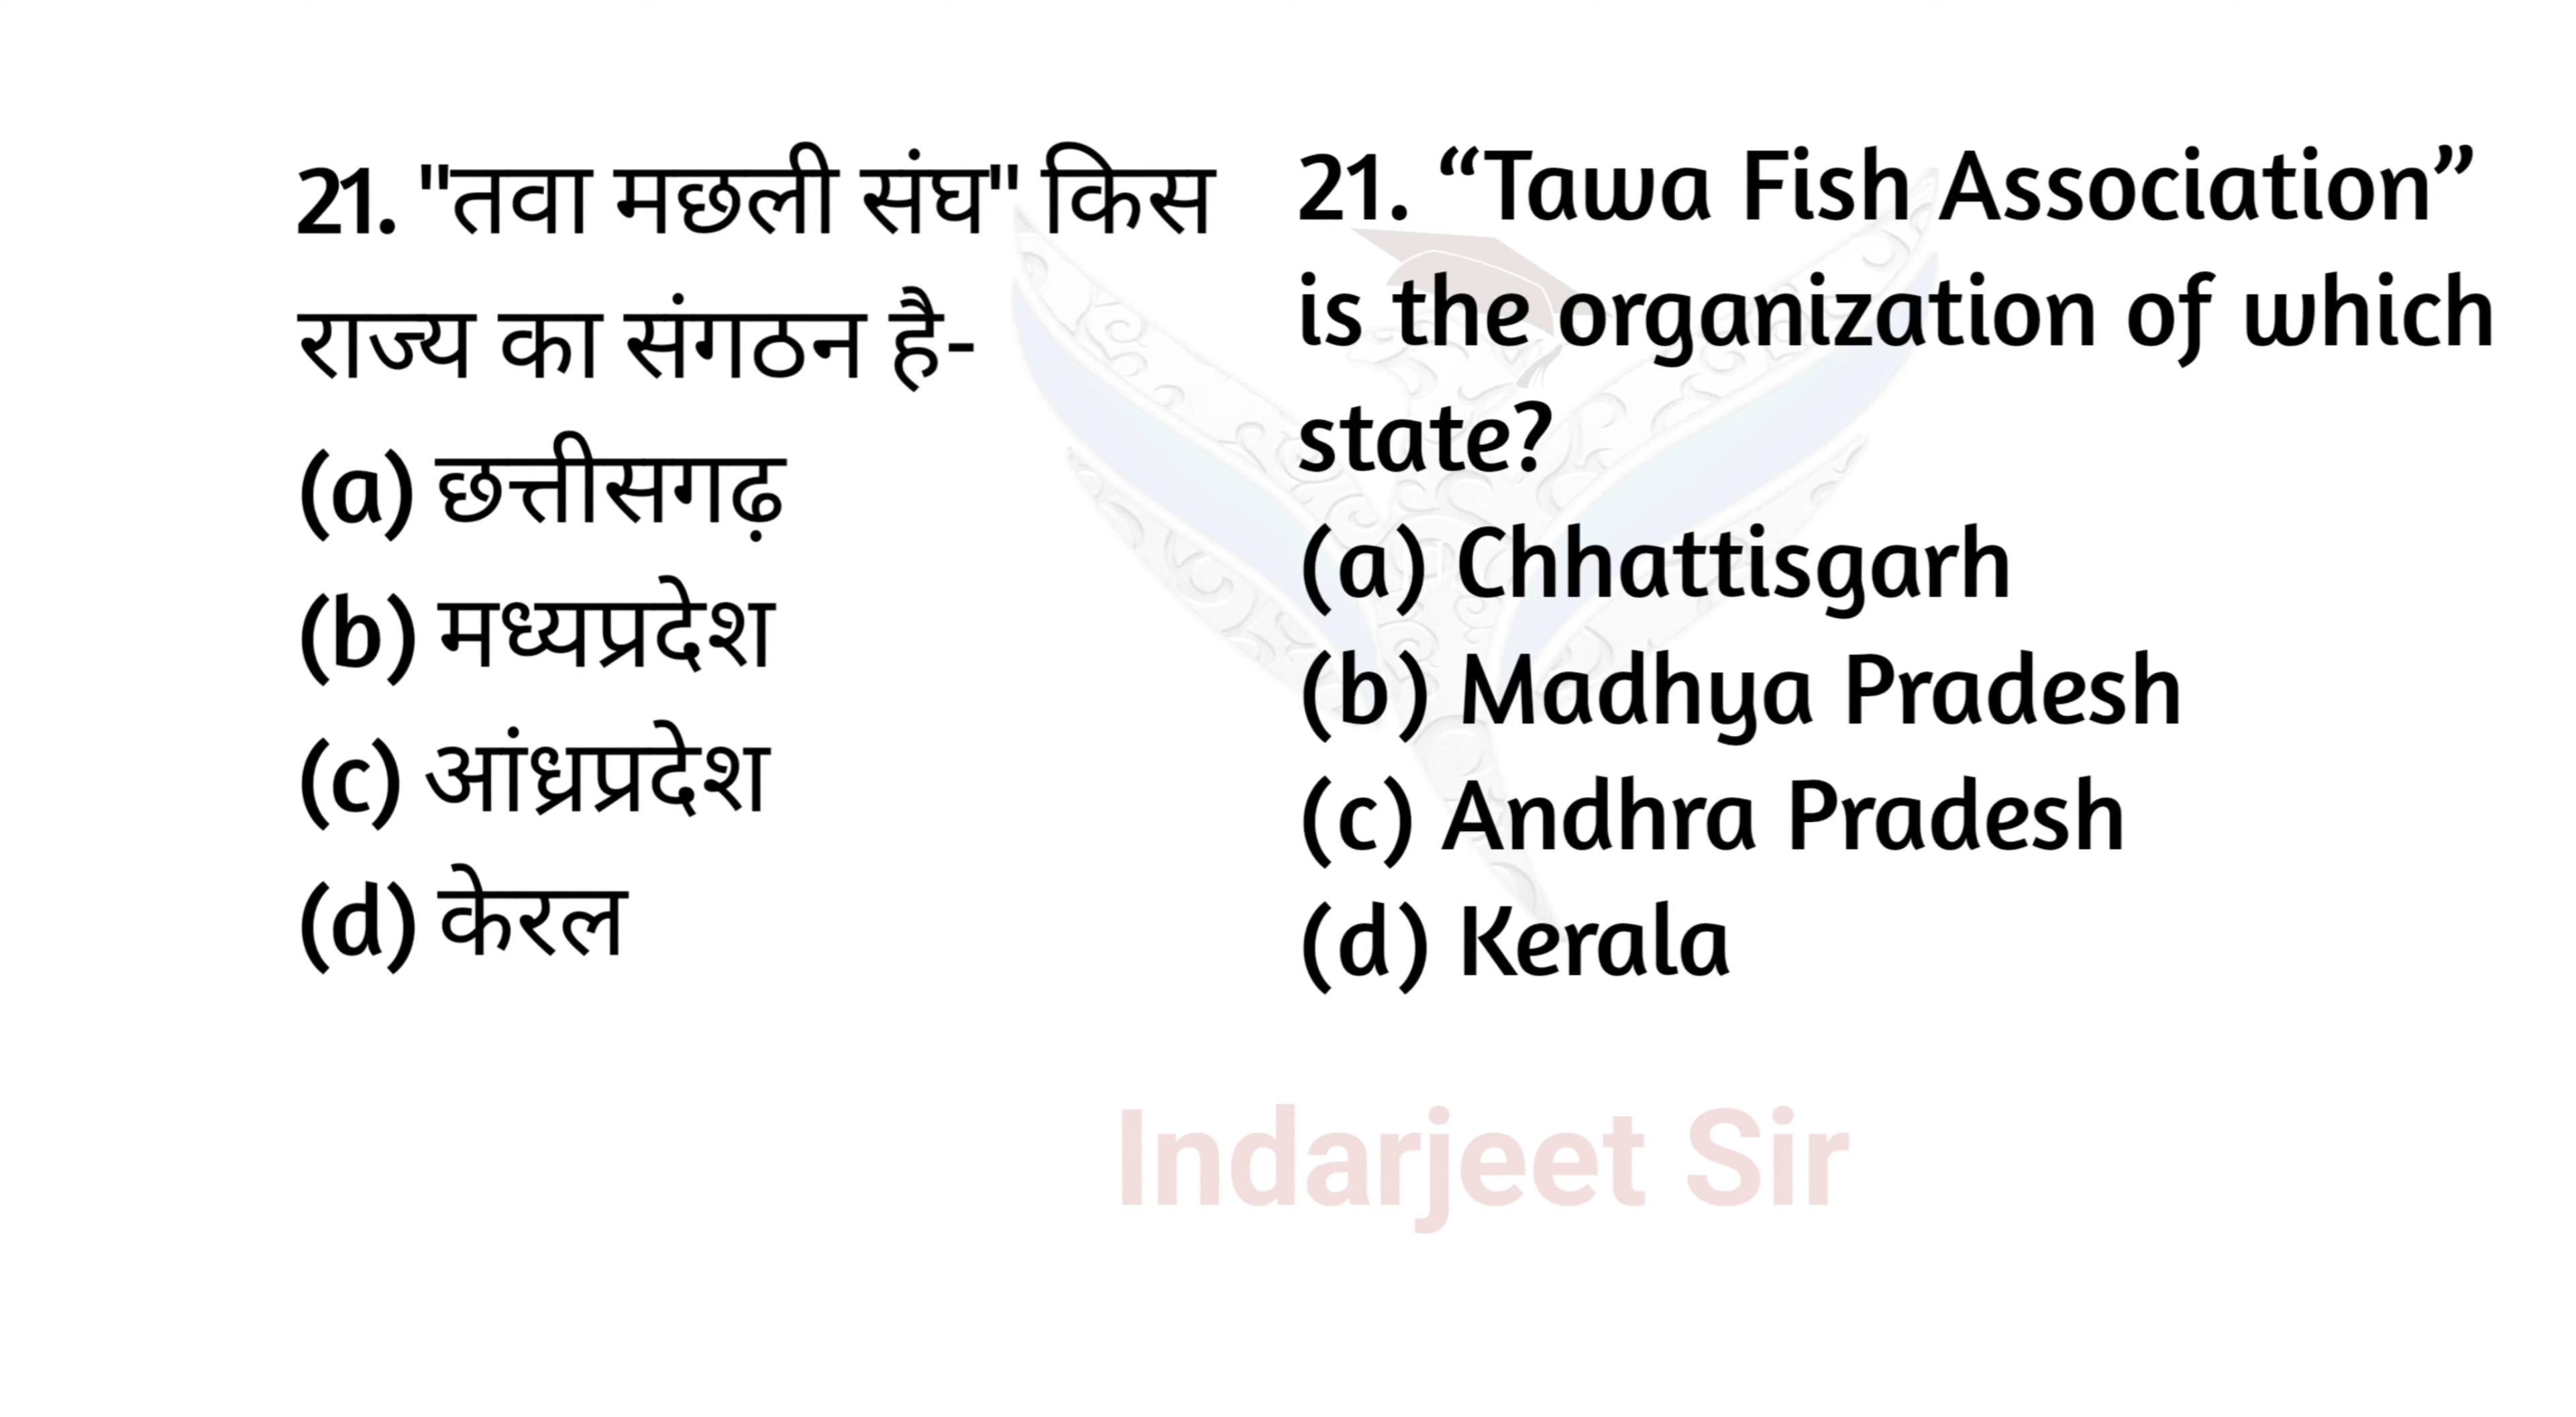 21. "तवा मछली संघ" किस
राज्य का संगठन है-
(a) छत्तीसगढ़
(b) मध्यप्रदेश
(c) आंध्रप्रदेश
(d) केरल
21. “Tawa Fish Association”
is the organization of which
state?
(a) Chhattisgarh
(b) Madhya Pradesh
(c) Andhra Pradesh
(d) Kerala
Indarjeet Sir